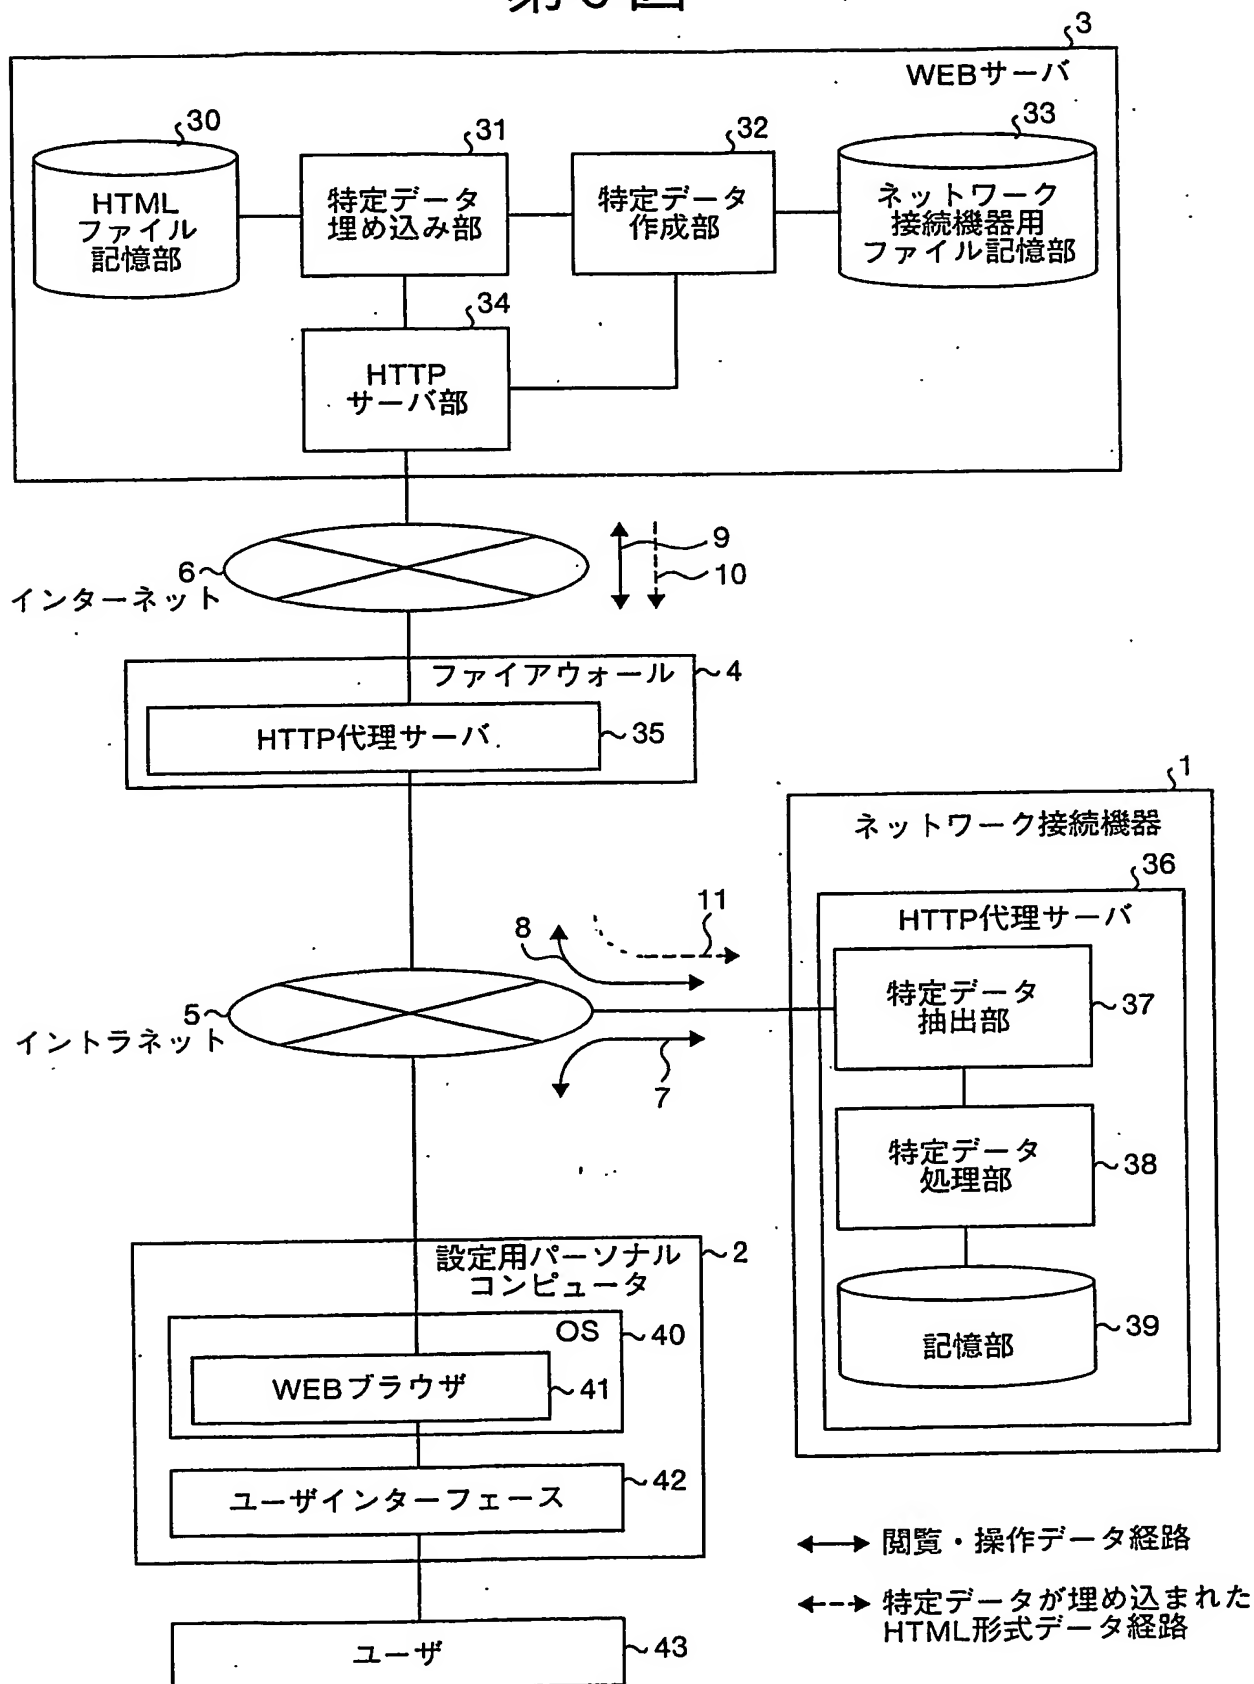 3
WEBサーバ
30
31
32
33
HTML
ファイル
記憶部
特定データ
埋め込み部
特定データ
作成部
ネットワーク
接続機器用
ファイル記憶部
34
HTTP
サーバ部
9
10
6
インターネット
ファイアウォール
4
HTTP代理サーバ
35
1
ネットワーク接続機器
36
HTTP代理サーバ
11
8
特定データ
抽出部
37
5
イントラネット
7
特定データ
処理部
38
設定用パーソナル
コンピュータ
2
OS
40
記憶部
39
WEBブラウザ
41
ユーザインターフェース
42
閲覧・操作データ経路
特定データが埋め込まれた
HTML形式データ経路
ユーザ
43